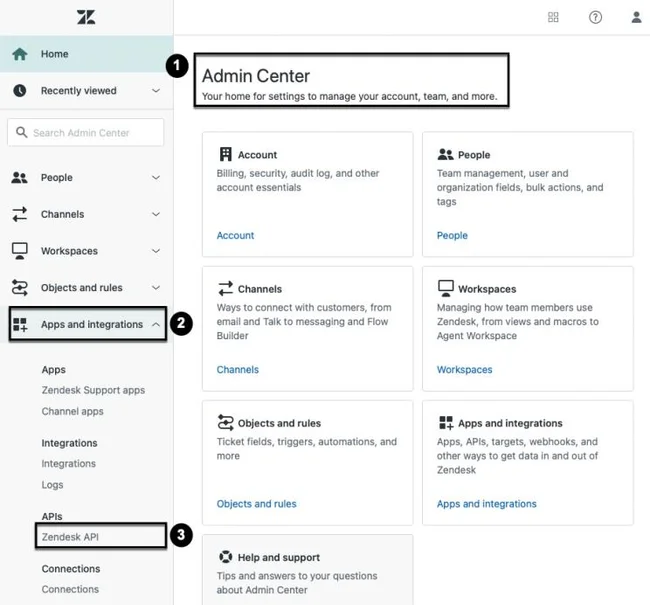 Home
Recently viewed
Search Admin Center
People
Channels
Workspaces
Objects and rules
Apps and integrations
2
Apps
Zendesk Support apps
Channel apps
Integrations
Integrations
Logs
APIs
Zendesk API
3
Connections
Connections
?
1
Admin Center
Your home for settings to manage your account, team, and more.
Account
Billing, security, audit log, and other
account essentials
Account
People
Team management, user and
organization fields, bulk actions, and
tags
People
Channels
Ways to connect with customers, from
email and Talk to messaging and Flow
Builder
Channels
Workspaces
Managing how team members use
Zendesk, from views and macros to
Agent Workspace
Workspaces
Objects and rules
Ticket fields, triggers, automations, and
more
Objects and rules
Apps and integrations
Apps, APIs, targets, webhooks, and
other ways to get data in and out of
Zendesk
Apps and integrations
Help and support
Tips and answers to your questions
about Admin Center